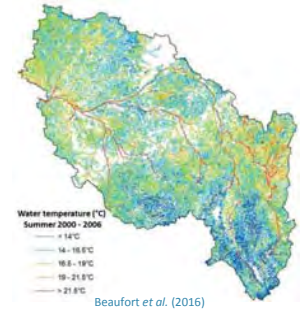 Water temperature (°C)
Summer 2000 - 2006
< 14°C
14 - 16.5°C
16.5 - 19°C
19 - 21.5°C
> 21.5°C
Beaufort et al. (2016)